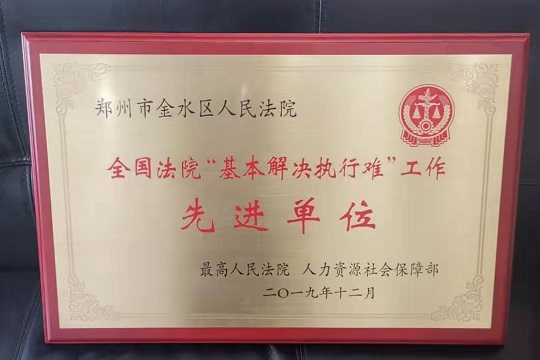 郑州市金水区人民法院
全国法院“基本解决执行难”工作
先进单位
最高人民法院 人力资源社会保障部
二〇一九年十二月